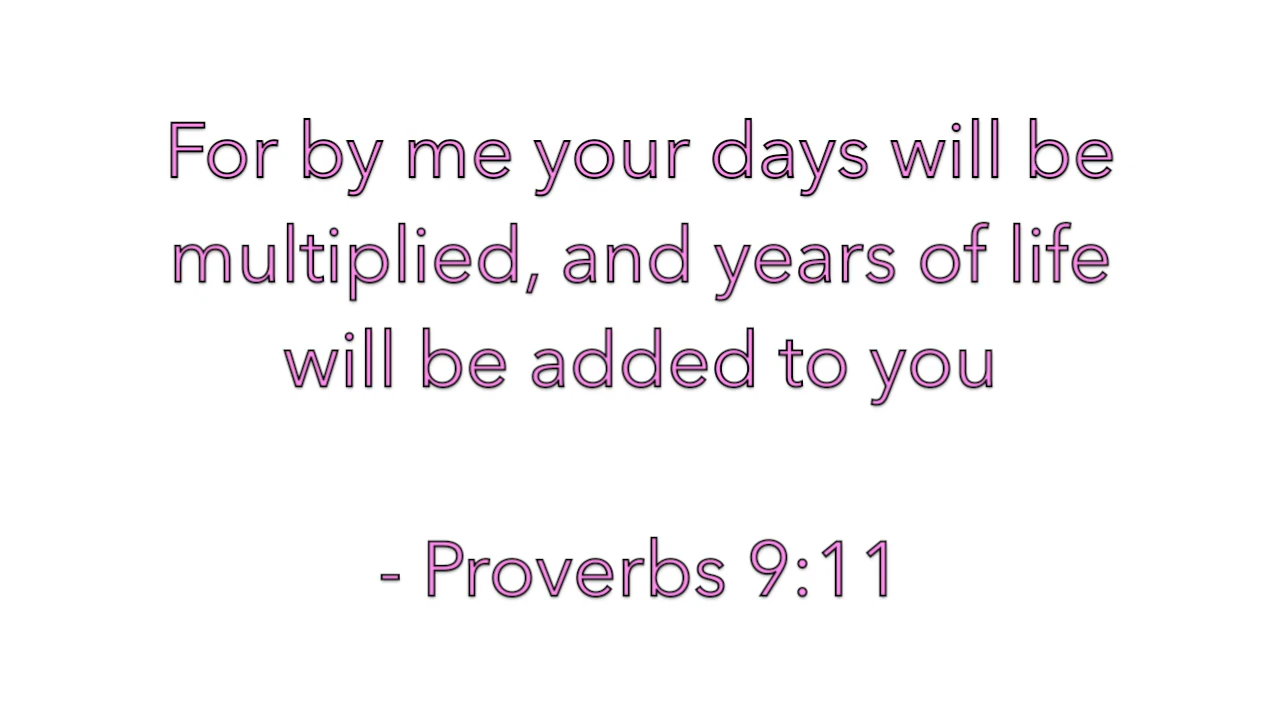 For by me your days will be
multiplied, and years of life
will be added to you
- Proverbs 9:11